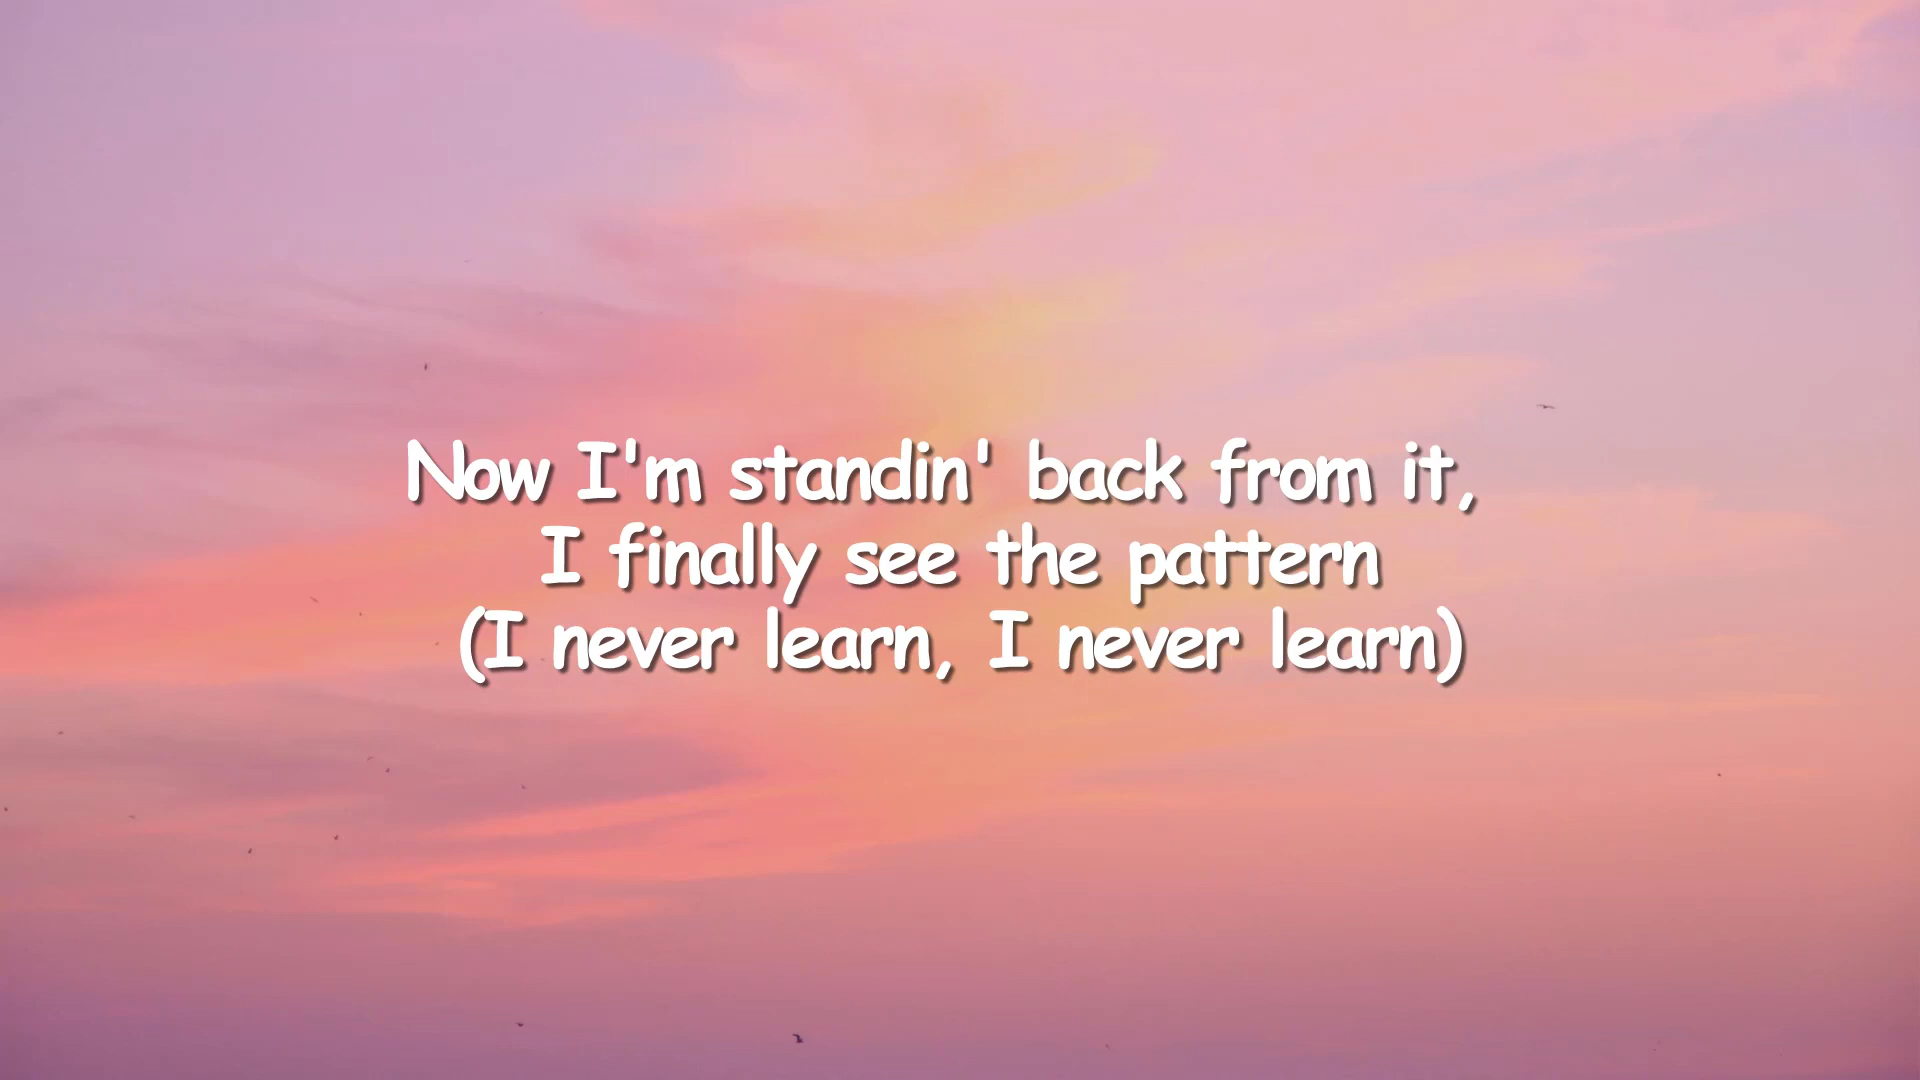 Now I'm standin' back from it,
I finally see the pattern
(I never learn, I never learn)